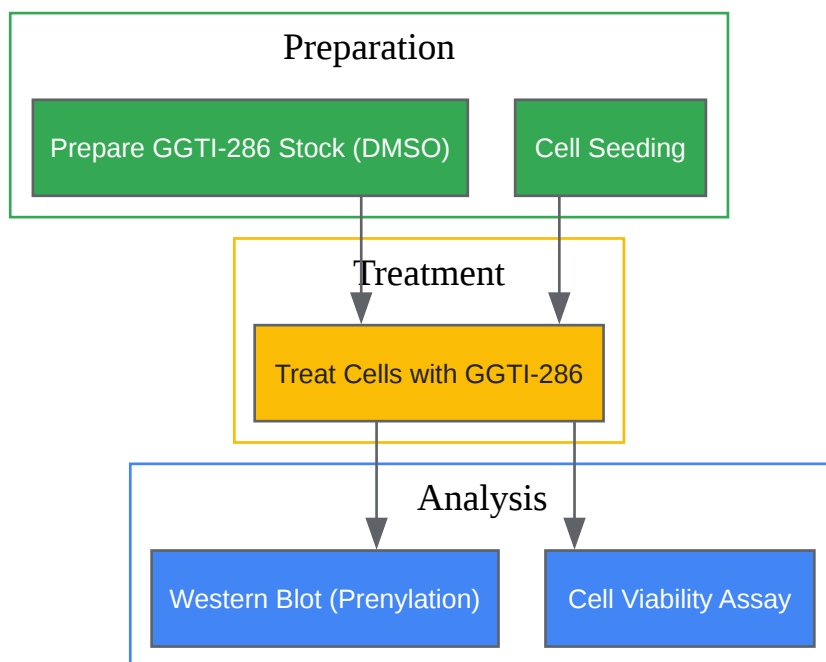 Preparation
Prepare GGTI-286 Stock (DMSO)
Cell Seeding
Treatment
Treat Cells with GGTI-286
Analysis
Western Blot (Prenylation)
Cell Viability Assay